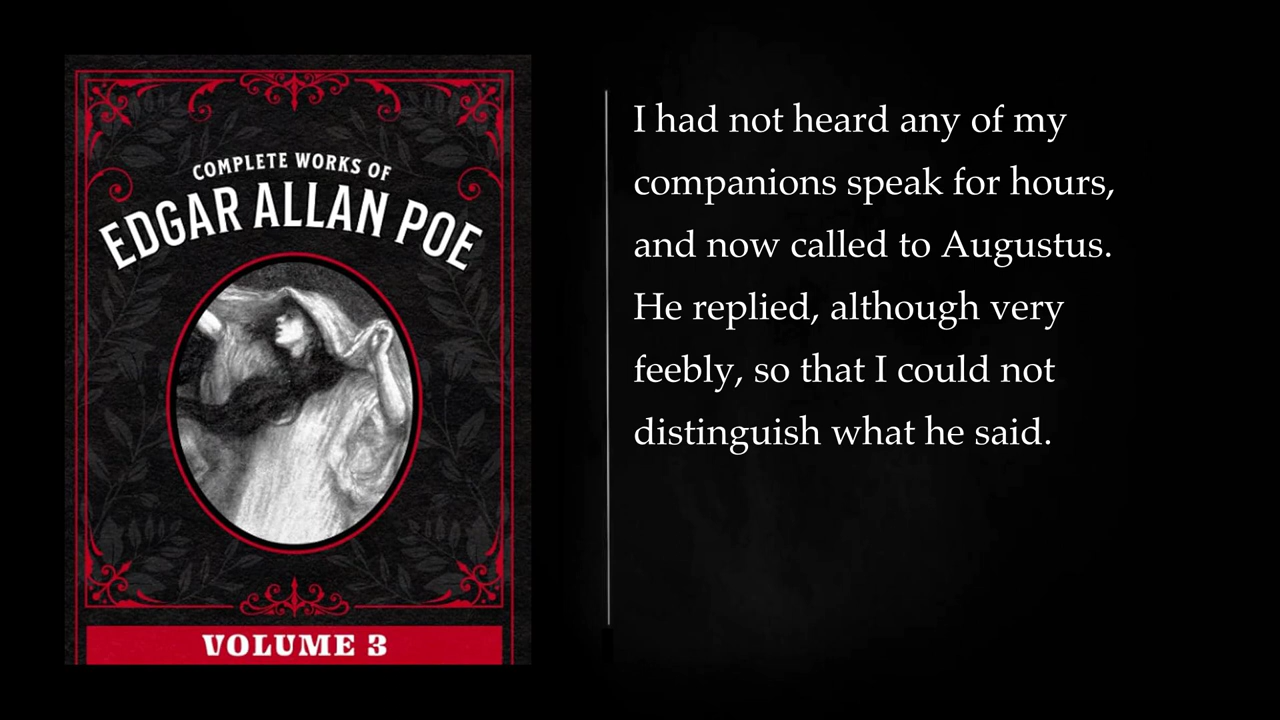 COMPLETE WORKS OF
EDGAR ALLAN POE
VOLUME 3
I had not heard any of my
companions speak for hours,
and now called to Augustus.
He replied, although very
feebly, so that I could not
distinguish what he said.